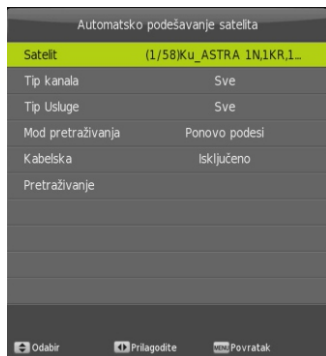 Automatsko podešavanje satelita
Satelit (1/58)Ku_ASTRA 1N,1KR,1...
Tip kanala Sve
Tip Usluge Sve
Mod pretraživanja Ponovo podesi
Kabelska Isključeno
Pretraživanje
Odabir Prilagodite MENU Povratak